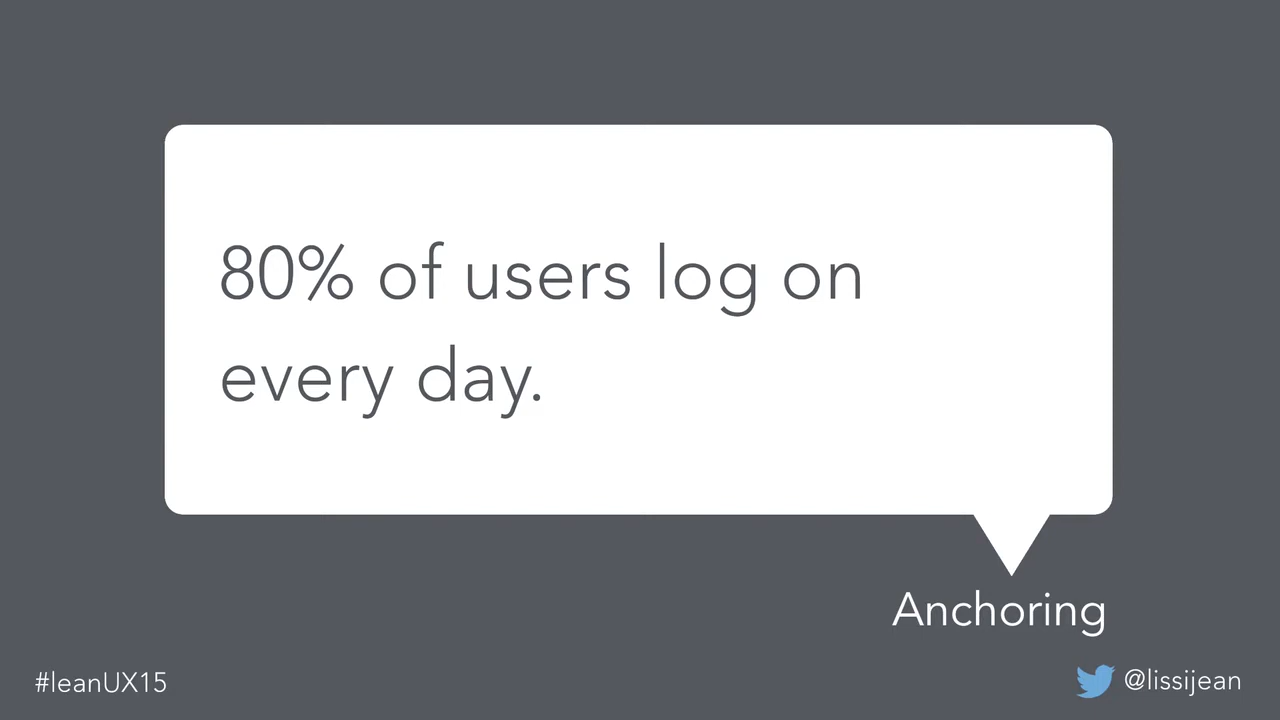 80% of users log on
every day.
Anchoring
#leanUX15
@lissijean